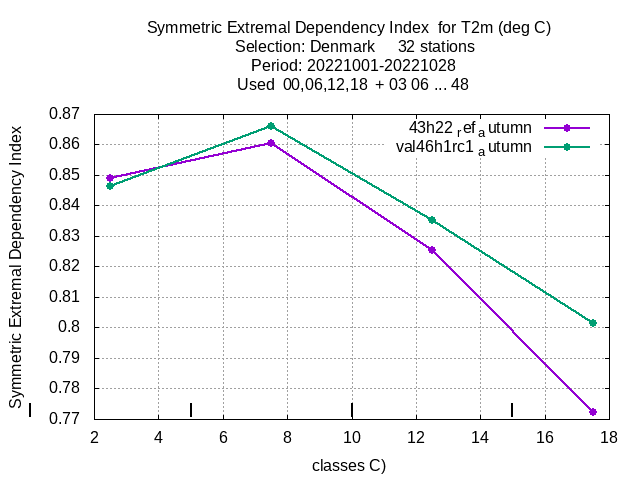 Symmetric Extremal Dependency Index  for T2m (deg C)
Selection: Denmark     32 stations
Period: 20221001-20221028
Used  00,06,12,18  + 03 06 ... 48
43h22 refa utumn
val46h1rc1 a utumn
Symmetric Extremal Dependency Index
0.87
0.86
0.85
0.84
0.83
0.82
0.81
0.8
0.79
0.78
0.77
2 4 6 8 10 12 14 16 18
classes C)